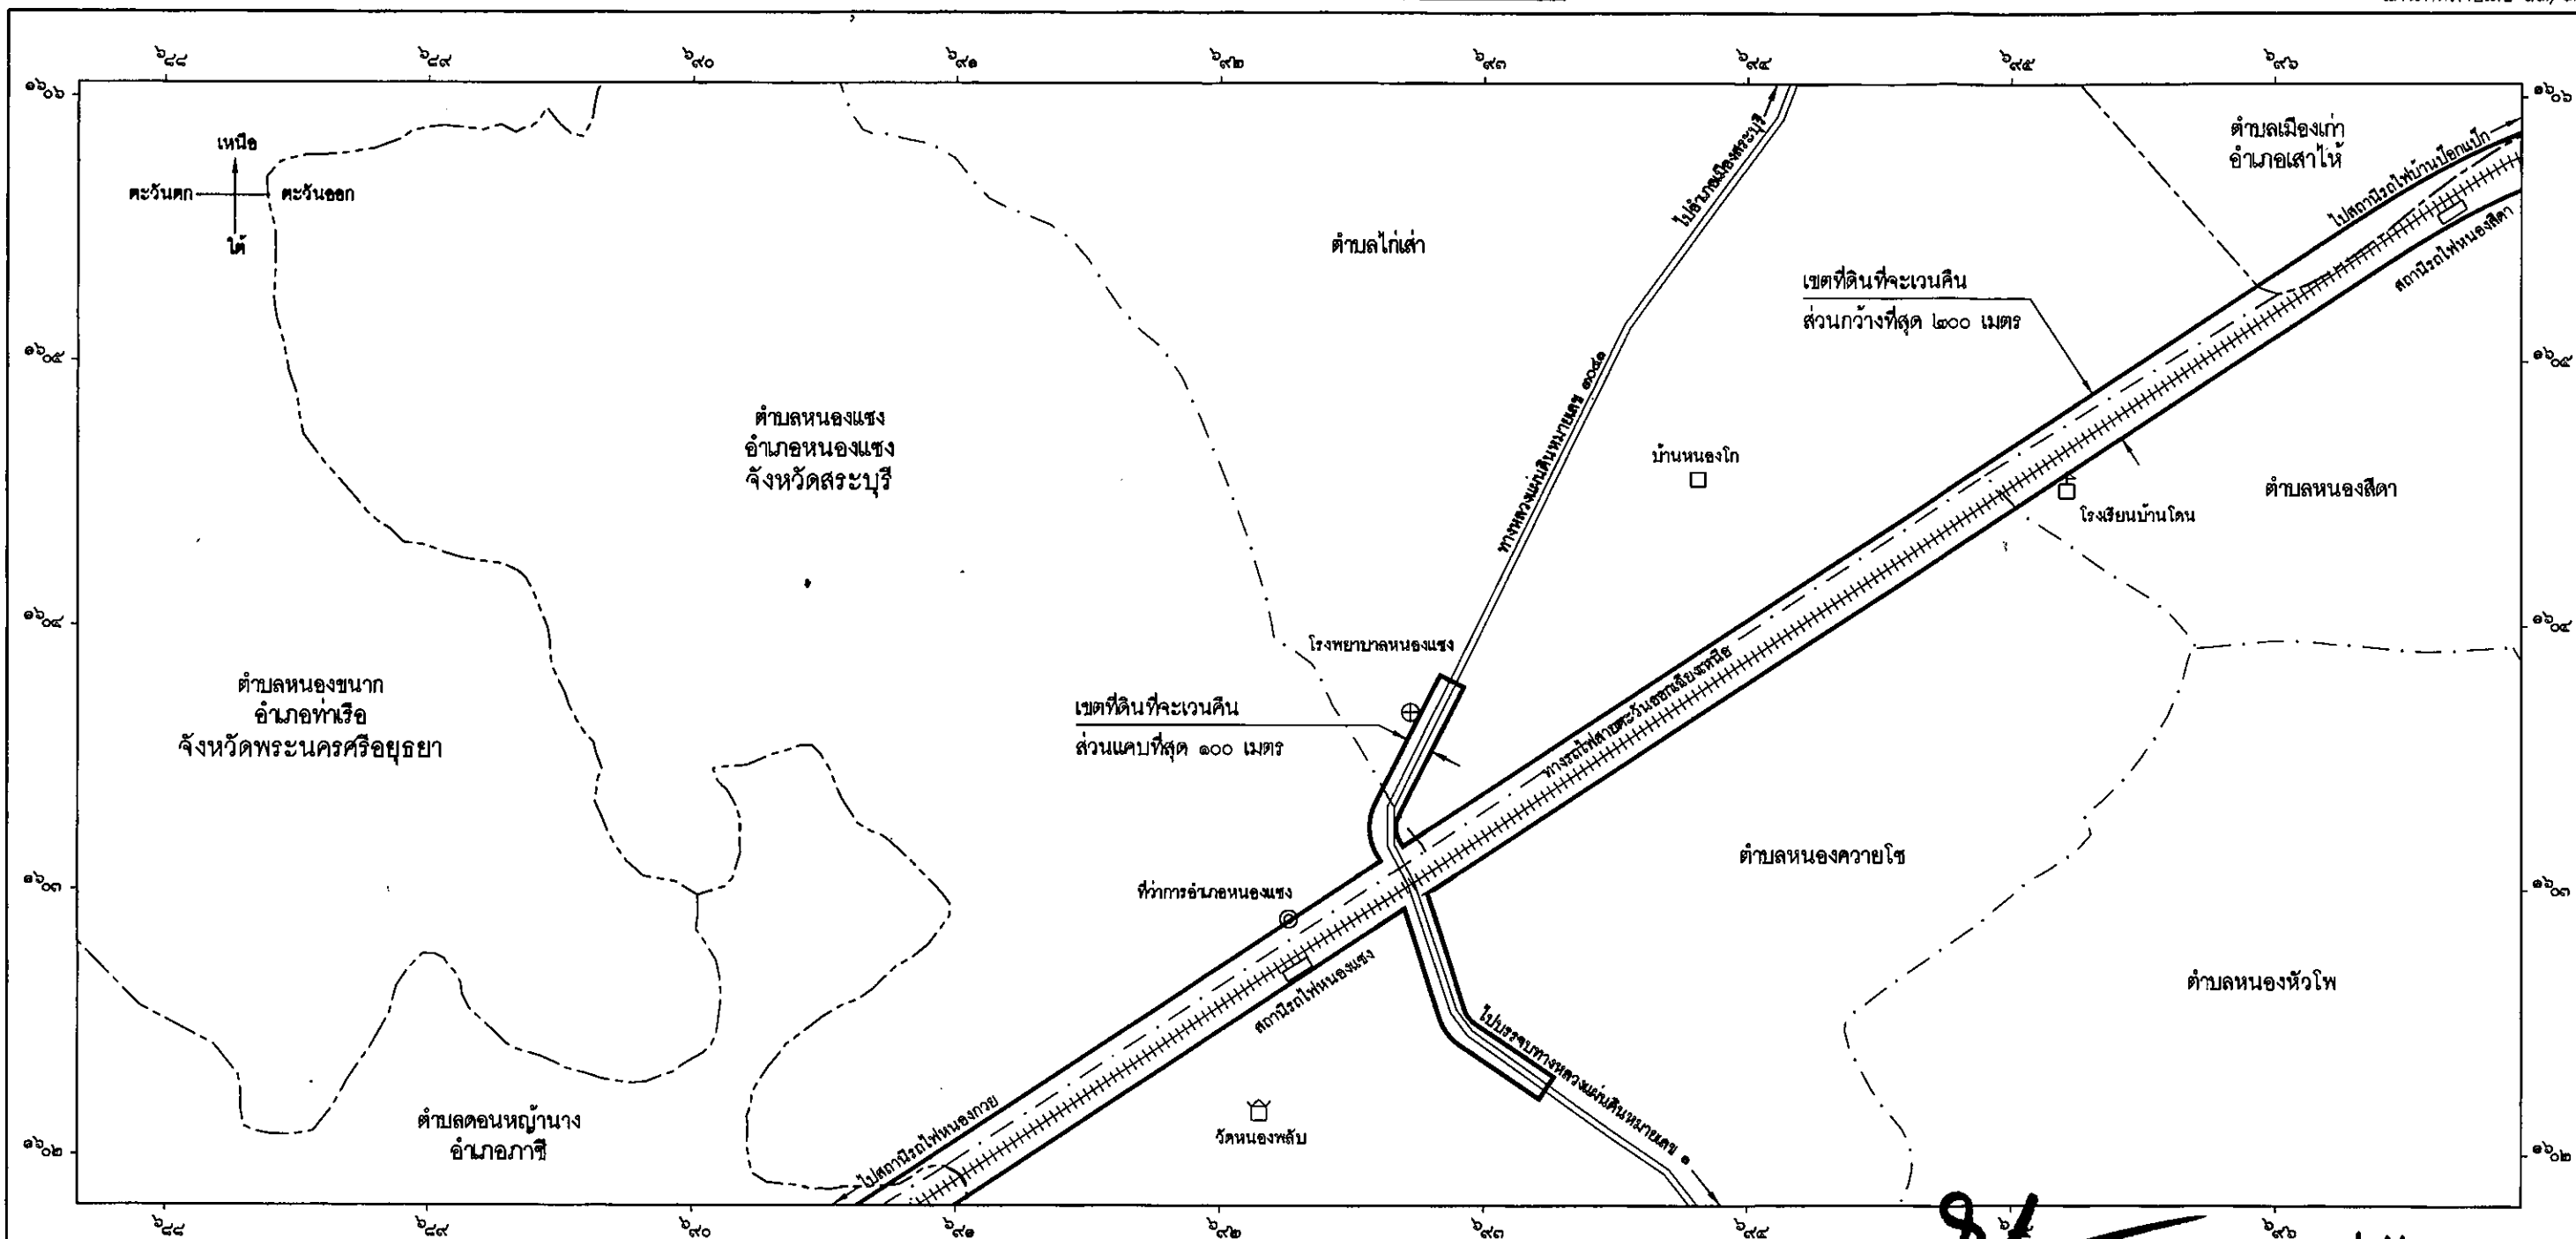 ๖๘๘ ๖๘๙ ๖๙๐ ๖๙๑ ๖๙๒ ๖๙๓ ๖๙๔ ๖๙๕ ๖๙๖
๑๖๐๖
๑๖๐๖
เหนือ
ตะวันตก
ตะวันออก
ใต้
ตำบลเมืองเก่า
อำเภอเสาไห้
ไปสถานีรถไฟบ้านป๊อกแป๊ก
สถานีรถไฟหนองสีดา
ไปอำเภอเมืองสระบุรี
ตำบลไก่เส่า
เขตที่ดินที่จะเวนคืน
ส่วนกว้างที่สุด ๒๐๐ เมตร
๑๖๐๕
๑๖๐๕
ทางหลวงแผ่นดินหมายเลข ๓๐๔๑
ตำบลหนองแซง
อำเภอหนองแซง
จังหวัดสระบุรี
บ้านหนองโก
ตำบลหนองสีดา
โรงเรียนบ้านโดน
๑๖๐๔
๑๖๐๔
โรงพยาบาลหนองแซง
ตำบลหนองขนาก
อำเภอท่าเรือ
จังหวัดพระนครศรีอยุธยา
เขตที่ดินที่จะเวนคืน
ส่วนแคบที่สุด ๑๐๐ เมตร
ทางรถไฟสายตะวันออกเฉียงเหนือ
ตำบลหนองควายโซ
๑๖๐๓
๑๖๐๓
ที่ว่าการอำเภอหนองแซง
สถานีรถไฟหนองแซง
ตำบลหนองหัวโพ
ไปบรรจบทางหลวงแผ่นดินหมายเลข ๑
ตำบลดอนหญ้านาง
อำเภอภาชี
ไปสถานีรถไฟหนองกวย
วัดหนองพลับ
๑๖๐๒
๑๖๐๒
๖๘๘ ๖๘๙ ๖๙๐ ๖๙๑ ๖๙๒ ๖๙๓ ๖๙๔ ๖๙๖